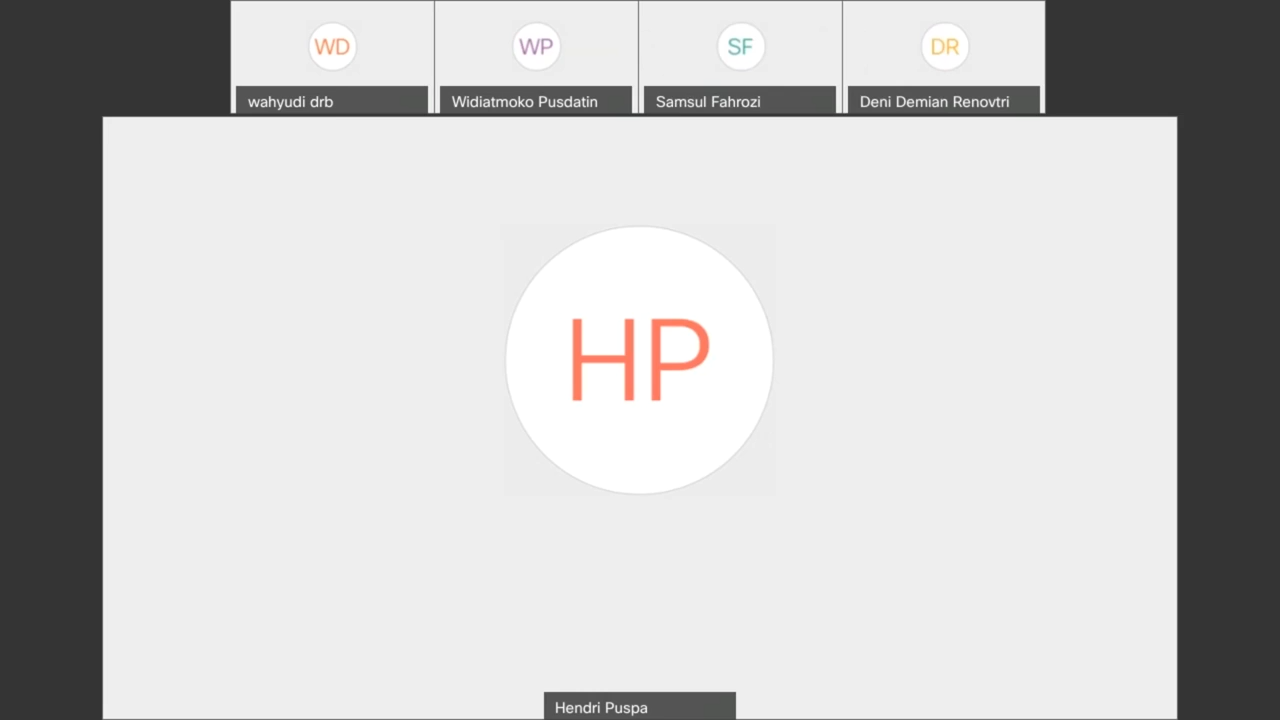 WD
WP
SF
DR
wahyudi drb
Widiatmoko Pusdatin
Samsul Fahrozi
Deni Demian Renovtri
HP
Hendri Puspa